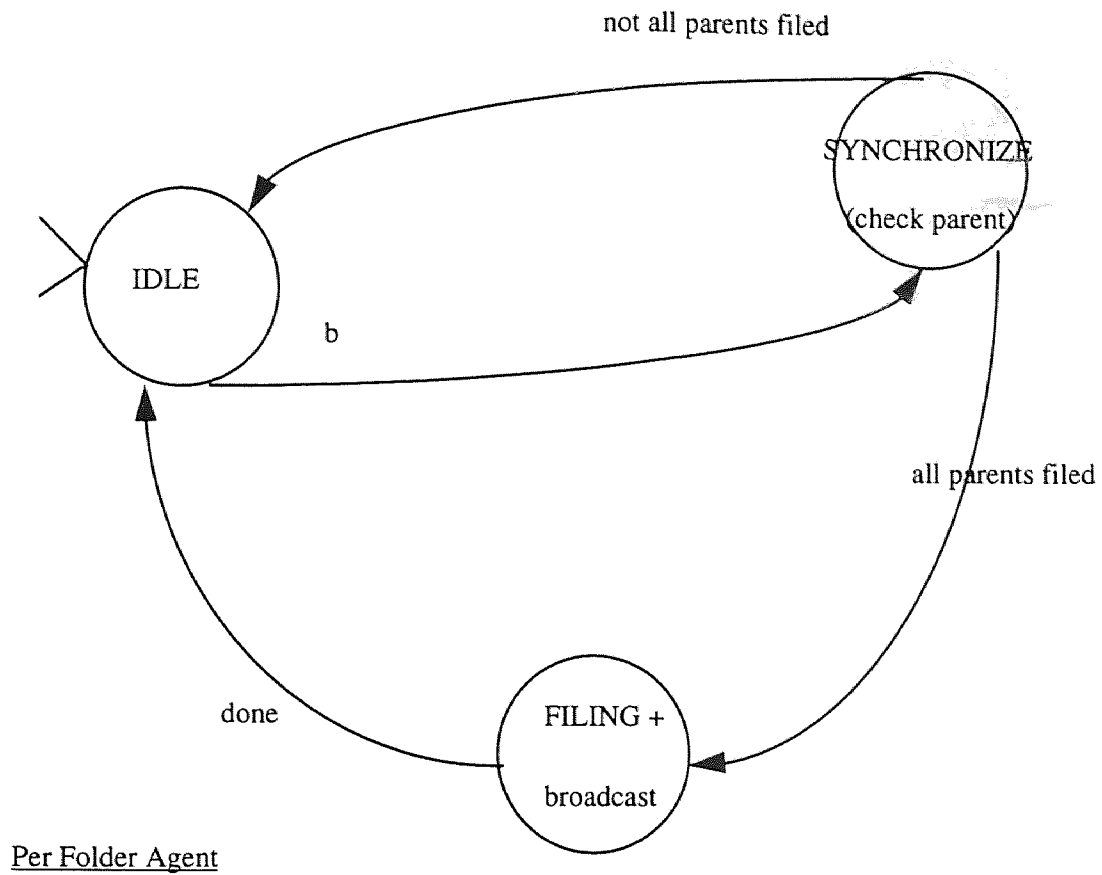 not all parents filed
SYNCHRONIZE
(check parent)
IDLE
b
all parents filed
done
FILING +
broadcast
Per Folder Agent